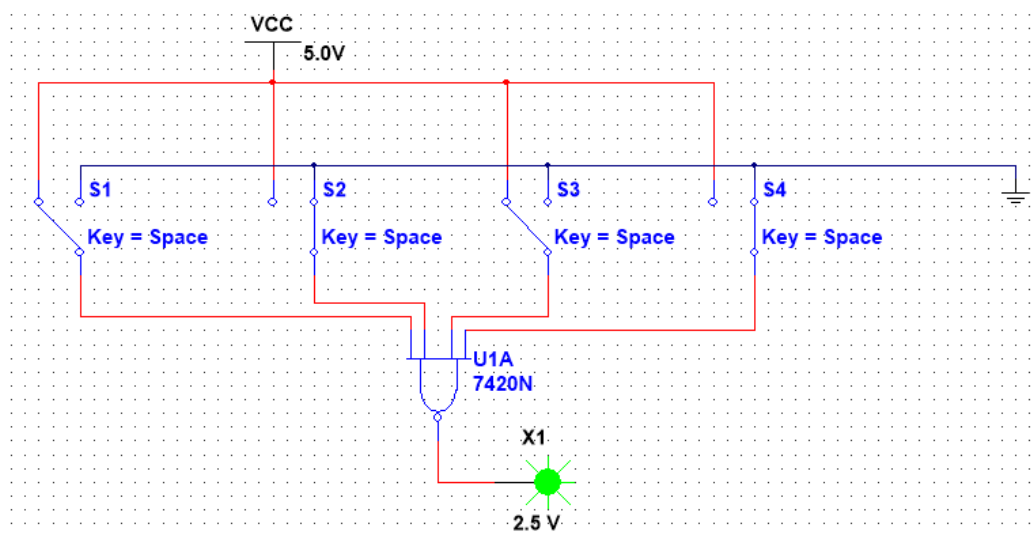 VCC
5.0V
S1
S2
S3
S4
Key = Space
Key = Space
Key = Space
Key = Space
U1A
7420N
X1
2.5 V